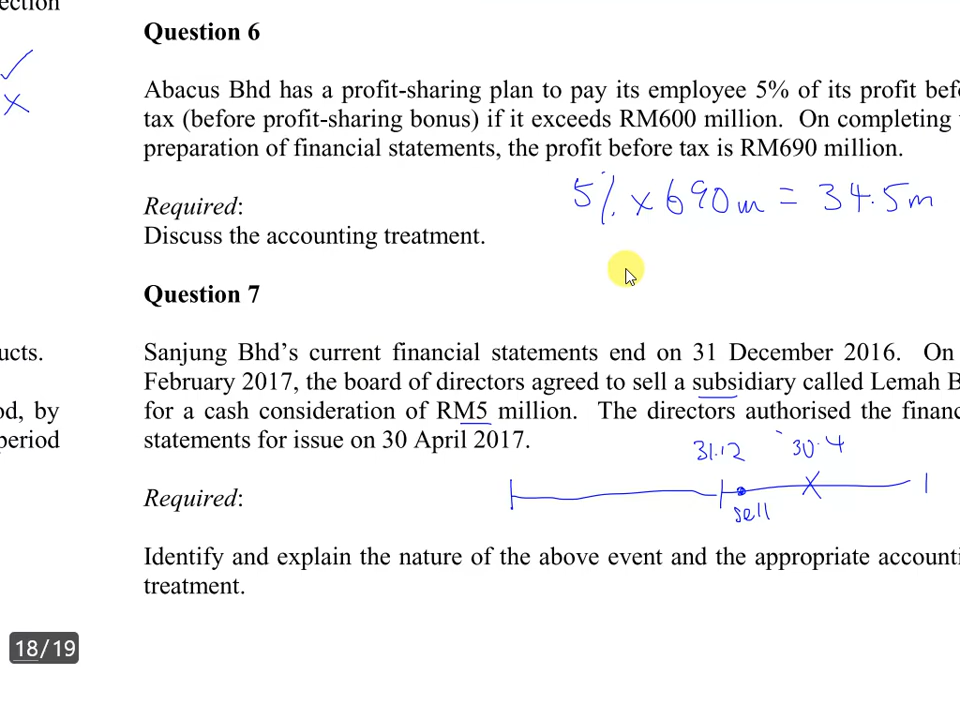 ection
Question 6
Abacus Bhd has a profit-sharing plan to pay its employee 5% of its profit bef
tax (before profit-sharing bonus) if it exceeds RM600 million. On completing
preparation of financial statements, the profit before tax is RM690 million.
5% x 690m = 34.5m
Required:
Discuss the accounting treatment.
Question 7
ucts.
Sanjung Bhd's current financial statements end on 31 December 2016. On
February 2017, the board of directors agreed to sell a subsidiary called Lemah B
od, by
for a cash consideration of RM5 million. The directors authorised the financ
period
statements for issue on 30 April 2017.
31.12 30.4
Required:
sell
Identify and explain the nature of the above event and the appropriate accounti
treatment.
18/19